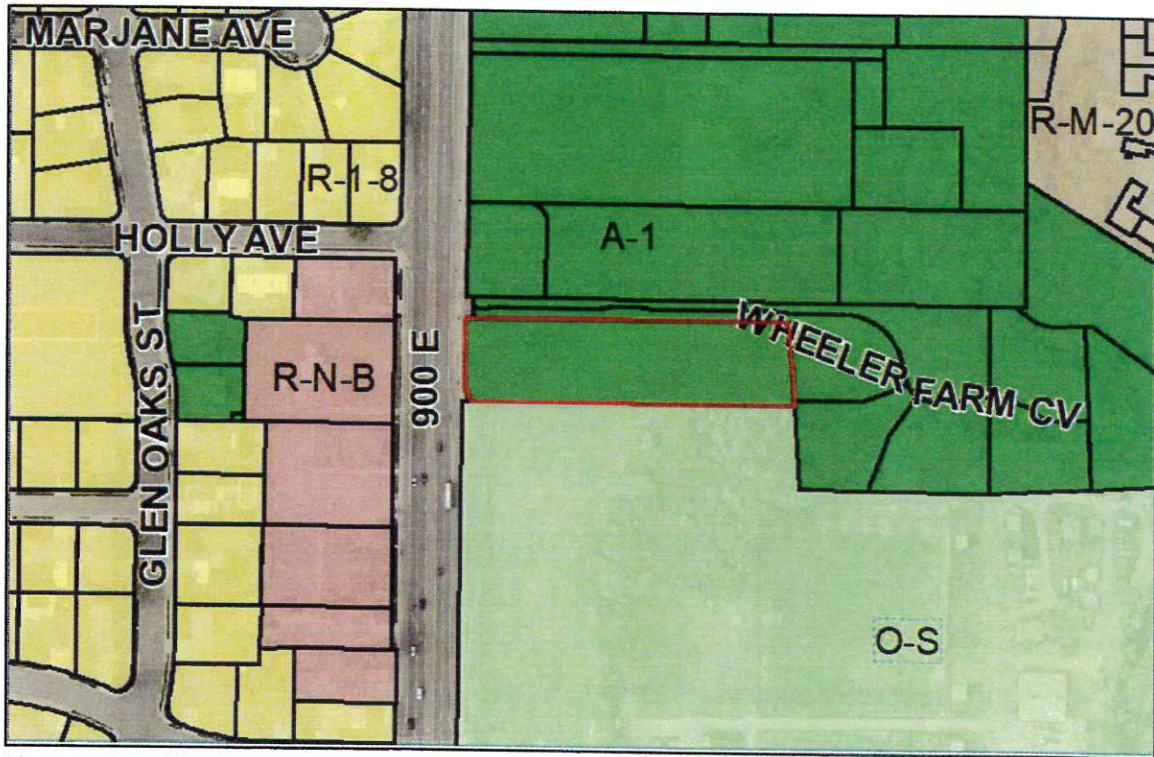 MARJANE AVE
R-M-20
R-1-8
HOLLY AVE
A-1
WHEELER FARM CV
R-N-B
900 E
GLEN OAKS ST
O-S